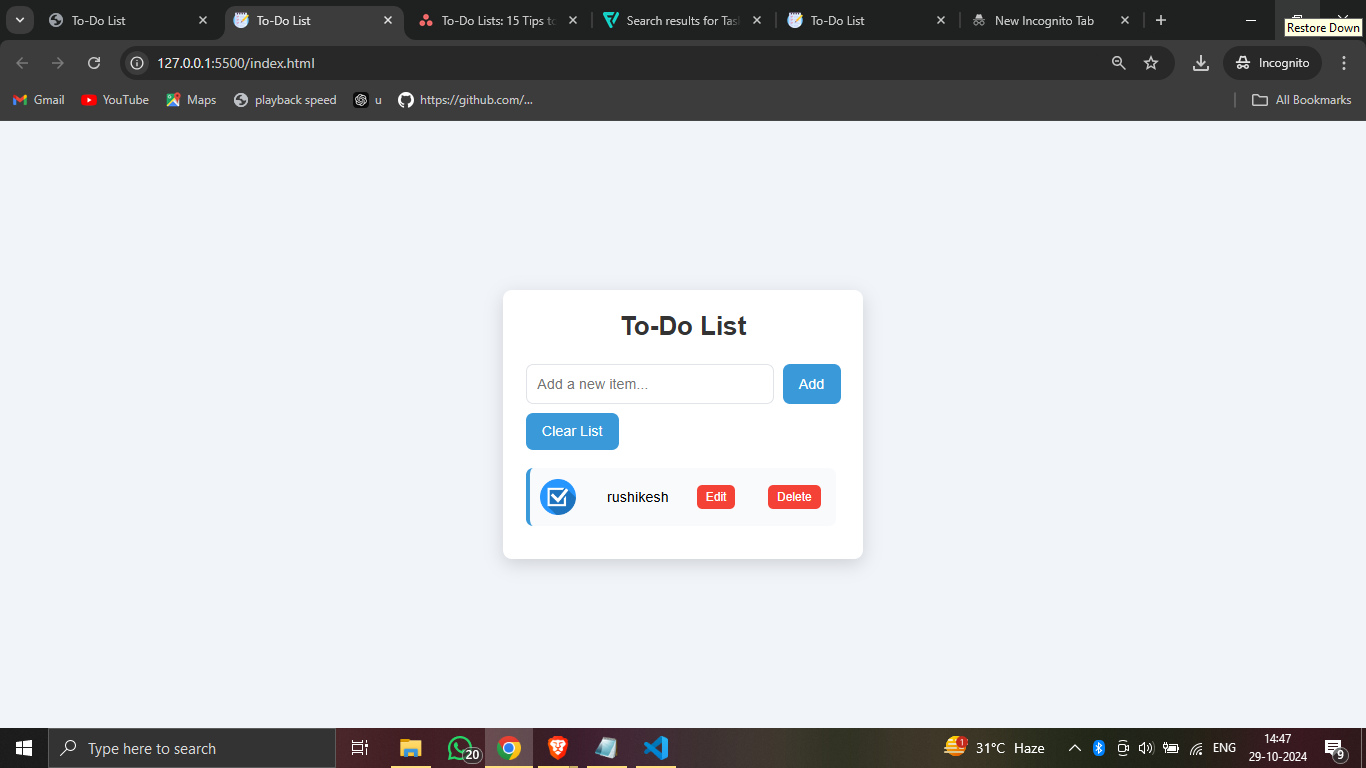 To-Do List
To-Do List
To-Do Lists: 15 Tips to
Search results for Tas
To-Do List
New Incognito Tab
Restore Down
127.0.0.1:5500/index.html
Incognito
Gmail
YouTube
Maps
playback speed
u
https://github.com/...
All Bookmarks
To-Do List
Add a new item...
Add
Clear List
rushikesh
Edit
Delete
Type here to search
20
1
31°C Haze
ENG
14:47
29-10-2024
9